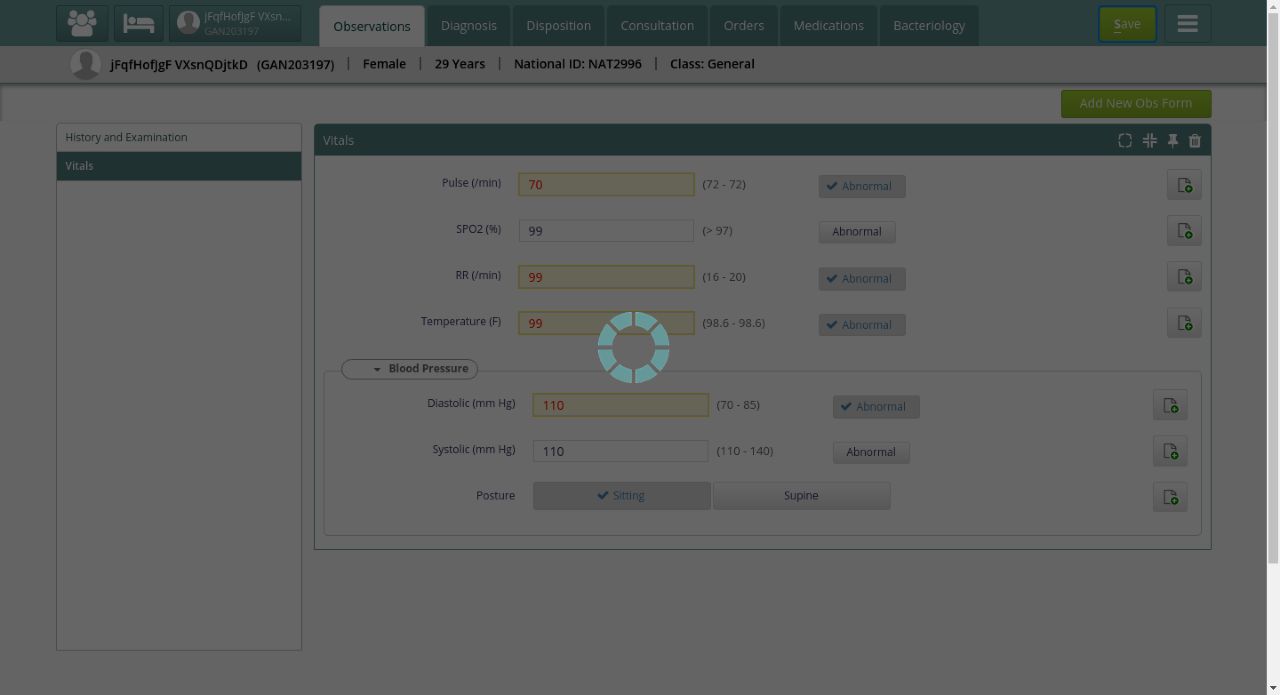 jFqfHofJgF VXsn...
GAN203197
Observations
Diagnosis
Disposition
Consultation
Orders
Medications
Bacteriology
Save
jFqfHofJgF VXsnQDjtkD (GAN203197) | Female | 29 Years | National ID: NAT2996 | Class: General
Add New Obs Form
History and Examination
Vitals
Vitals
Pulse (/min) 70 (72 - 72) Abnormal
SPO2 (%) 99 (> 97) Abnormal
RR (/min) 99 (16 - 20) Abnormal
Temperature (F) 99 (98.6 - 98.6) Abnormal
Blood Pressure
Diastolic (mm Hg) 110 (70 - 85) Abnormal
Systolic (mm Hg) 110 (110 - 140) Abnormal
Posture Sitting Supine